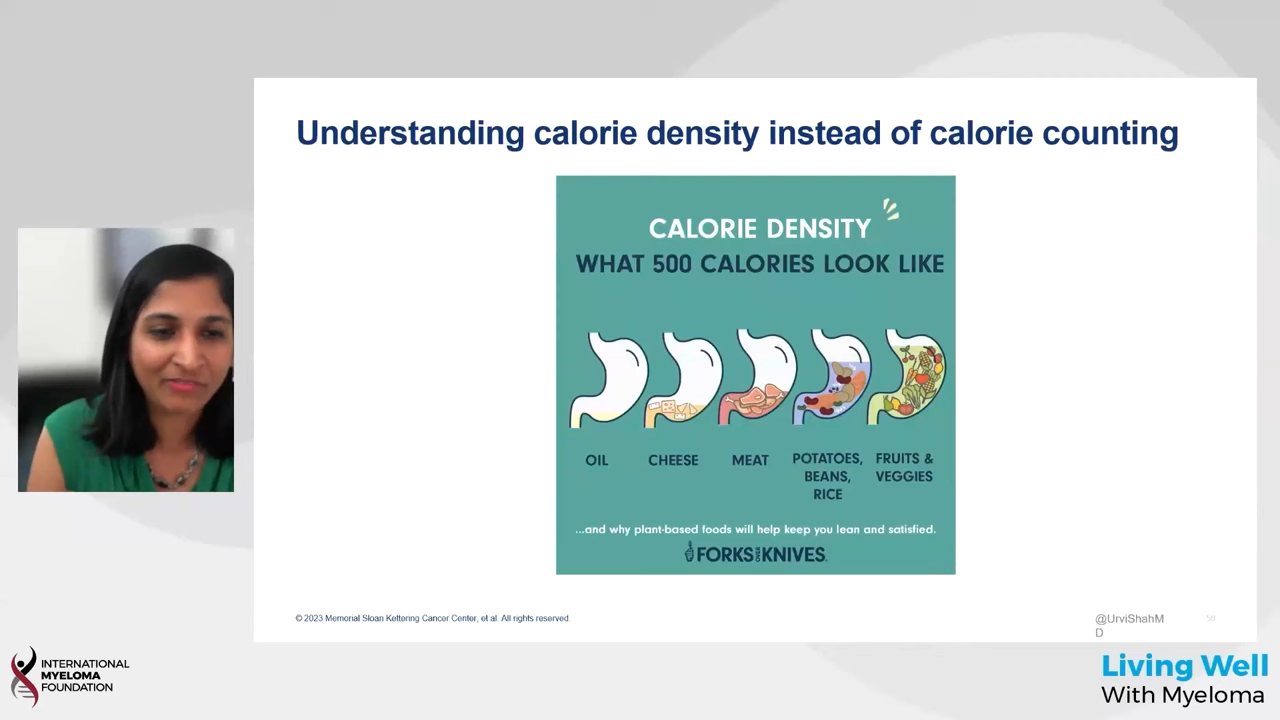 Understanding calorie density instead of calorie counting
CALORIE DENSITY
WHAT 500 CALORIES LOOK LIKE
OIL
CHEESE
MEAT
POTATOES,
BEANS,
RICE
FRUITS &
VEGGIES
...and why plant-based foods will help keep you lean and satisfied.
FORKS OVER KNIVES.
© 2023 Memorial Sloan Kettering Cancer Center, et al. All rights reserved.
@UrviShahM
D
58
INTERNATIONAL
MYELOMA
FOUNDATION
Living Well
With Myeloma